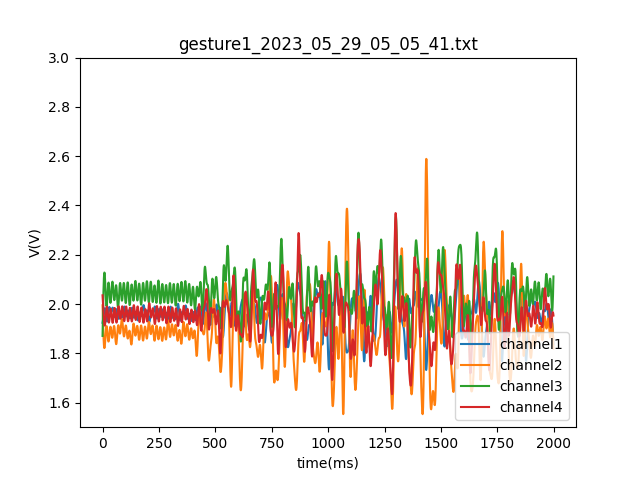 gesture1_2023_05_29_05_05_41.txt
3.0
2.8
2.6
2.4
2.2
2.0
1.8
1.6
V(V)
channel1
channel2
channel3
channel4
0 250 500 750 1000 1250 1500 1750 2000
time(ms)